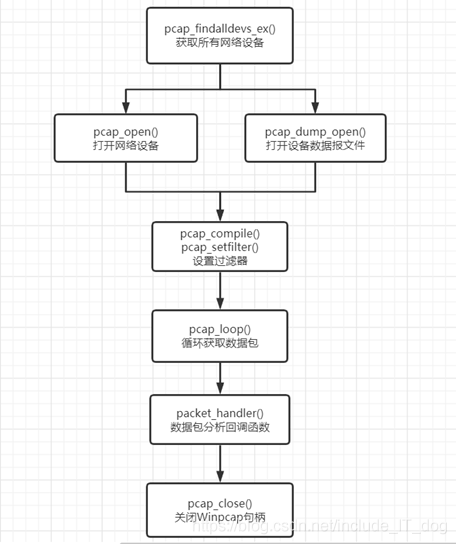 pcap_findalldevs_ex()
获取所有网络设备
pcap_open()
打开网络设备
pcap_dump_open()
打开设备数据报文件
pcap_compile()
pcap_setfilter()
设置过滤器
pcap_loop()
循环获取数据包
packet_handler()
数据包分析回调函数
pcap_close()
关闭Winpcap句柄
https://blog.csdn.net/include_IT_dog